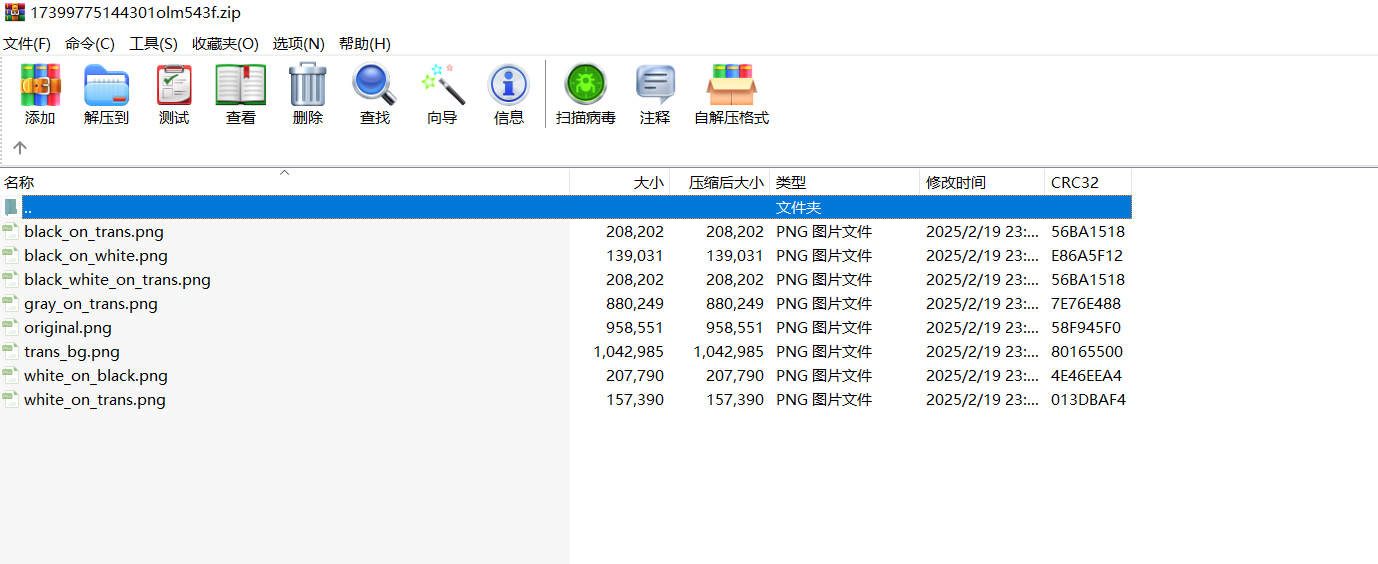 17399775144301olm543f.zip
文件(F) 命令(C) 工具(S) 收藏夹(O) 选项(N) 帮助(H)
添加 解压到 测试 查看 删除 查找 向导 信息 扫描病毒 注释 自解压格式
名称 大小 压缩后大小 类型 修改时间 CRC32
.. 文件夹
black_on_trans.png 208,202 208,202 PNG 图片文件 2025/2/19 23:... 56BA1518
black_on_white.png 139,031 139,031 PNG 图片文件 2025/2/19 23:... E86A5F12
black_white_on_trans.png 208,202 208,202 PNG 图片文件 2025/2/19 23:... 56BA1518
gray_on_trans.png 880,249 880,249 PNG 图片文件 2025/2/19 23:... 7E76E488
original.png 958,551 958,551 PNG 图片文件 2025/2/19 23:... 58F945F0
trans_bg.png 1,042,985 1,042,985 PNG 图片文件 2025/2/19 23:... 80165500
white_on_black.png 207,790 207,790 PNG 图片文件 2025/2/19 23:... 4E46EEA4
white_on_trans.png 157,390 157,390 PNG 图片文件 2025/2/19 23:... 013DBAF4